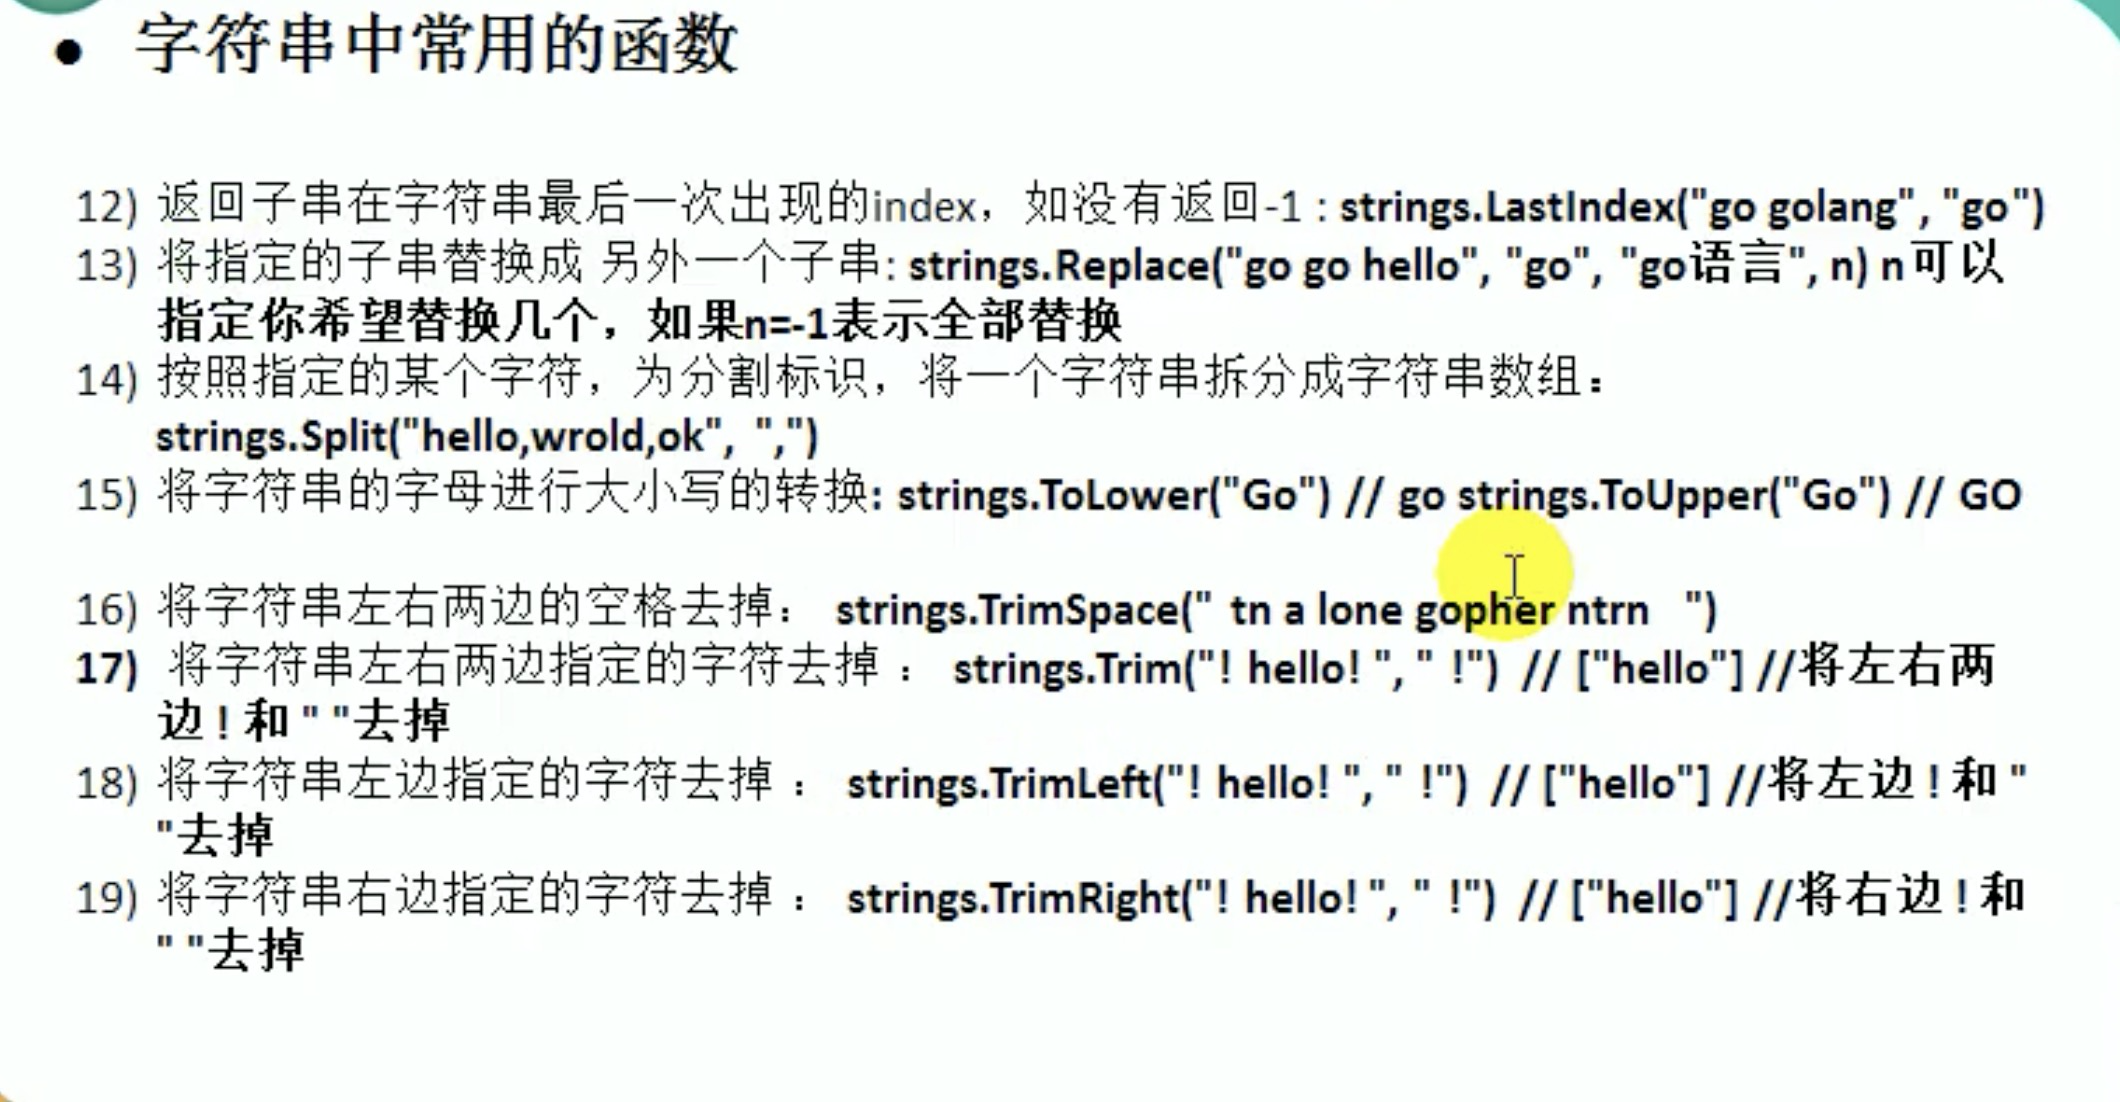 • 字符串中常用的函数
12) 返回子串在字符串最后一次出现的index，如没有返回-1 : strings.LastIndex("go golang", "go")
13) 将指定的子串替换成 另外一个子串: strings.Replace("go go hello", "go", "go语言", n) n可以
指定你希望替换几个，如果n=-1表示全部替换
14) 按照指定的某个字符，为分割标识，将一个字符串拆分成字符串数组：
strings.Split("hello,wrold,ok", ",")
15) 将字符串的字母进行大小写的转换: strings.ToLower("Go") // go strings.ToUpper("Go") // GO
16) 将字符串左右两边的空格去掉： strings.TrimSpace(" tn a lone gopher ntrn   ")
17) 将字符串左右两边指定的字符去掉 ： strings.Trim("! hello! ", " !") // ["hello"] //将左右两
边 ! 和 " "去掉
18) 将字符串左边指定的字符去掉 ： strings.TrimLeft("! hello! ", " !") // ["hello"] //将左边 ! 和 "
"去掉
19) 将字符串右边指定的字符去掉 ： strings.TrimRight("! hello! ", " !") // ["hello"] //将右边 ! 和
" "去掉